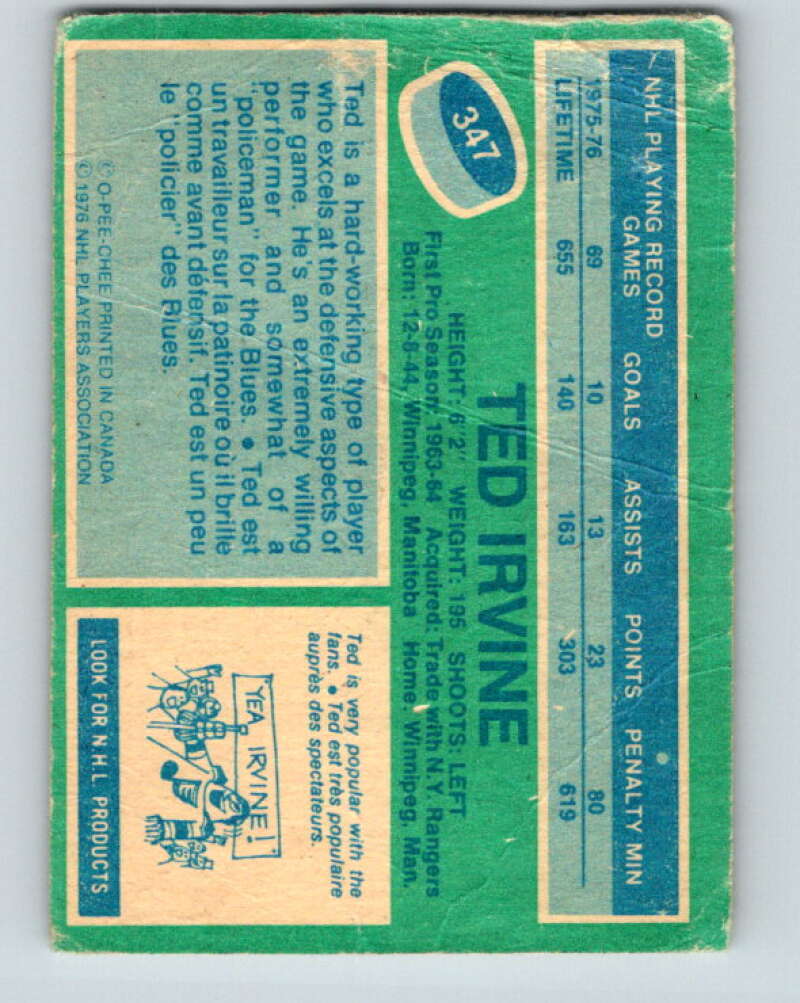 NHL PLAYING RECORD
GAMES GOALS ASSISTS POINTS PENALTY MIN
1975-76 69 10 13 23 80
LIFETIME 655 140 163 303 619
347
TED IRVINE
HEIGHT: 6'2" WEIGHT: 195 SHOOTS: LEFT
First Pro Season: 1963-64 Acquired: Trade with N.Y. Rangers
Born: 12-8-44, Winnipeg, Manitoba Home: Winnipeg, Man.
Ted is a hard-working type of player
who excels at the defensive aspects of
the game. He's an extremely willing
performer and somewhat of a
"policeman" for the Blues. • Ted est
un travailleur sur la patinoire où il brille
comme avant défensif. Ted est un peu
le "policier" des Blues.
© O-PEE-CHEE PRINTED IN CANADA
© 1976 NHL PLAYERS ASSOCIATION
Ted is very popular with the
fans. • Ted est très populaire
auprès des spectateurs.
YEA IRVINE!
LOOK FOR N.H.L. PRODUCTS